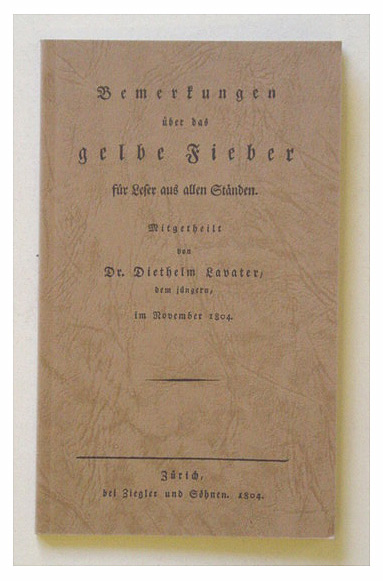 Bemerkungen
über das
gelbe Fieber
für Leser aus allen Ständen.
Mitgetheilt
von
Dr. Diethelm Lavater,
dem jüngern,
im November 1804.
Zürich,
bei Ziegler und Söhnen. 1804.